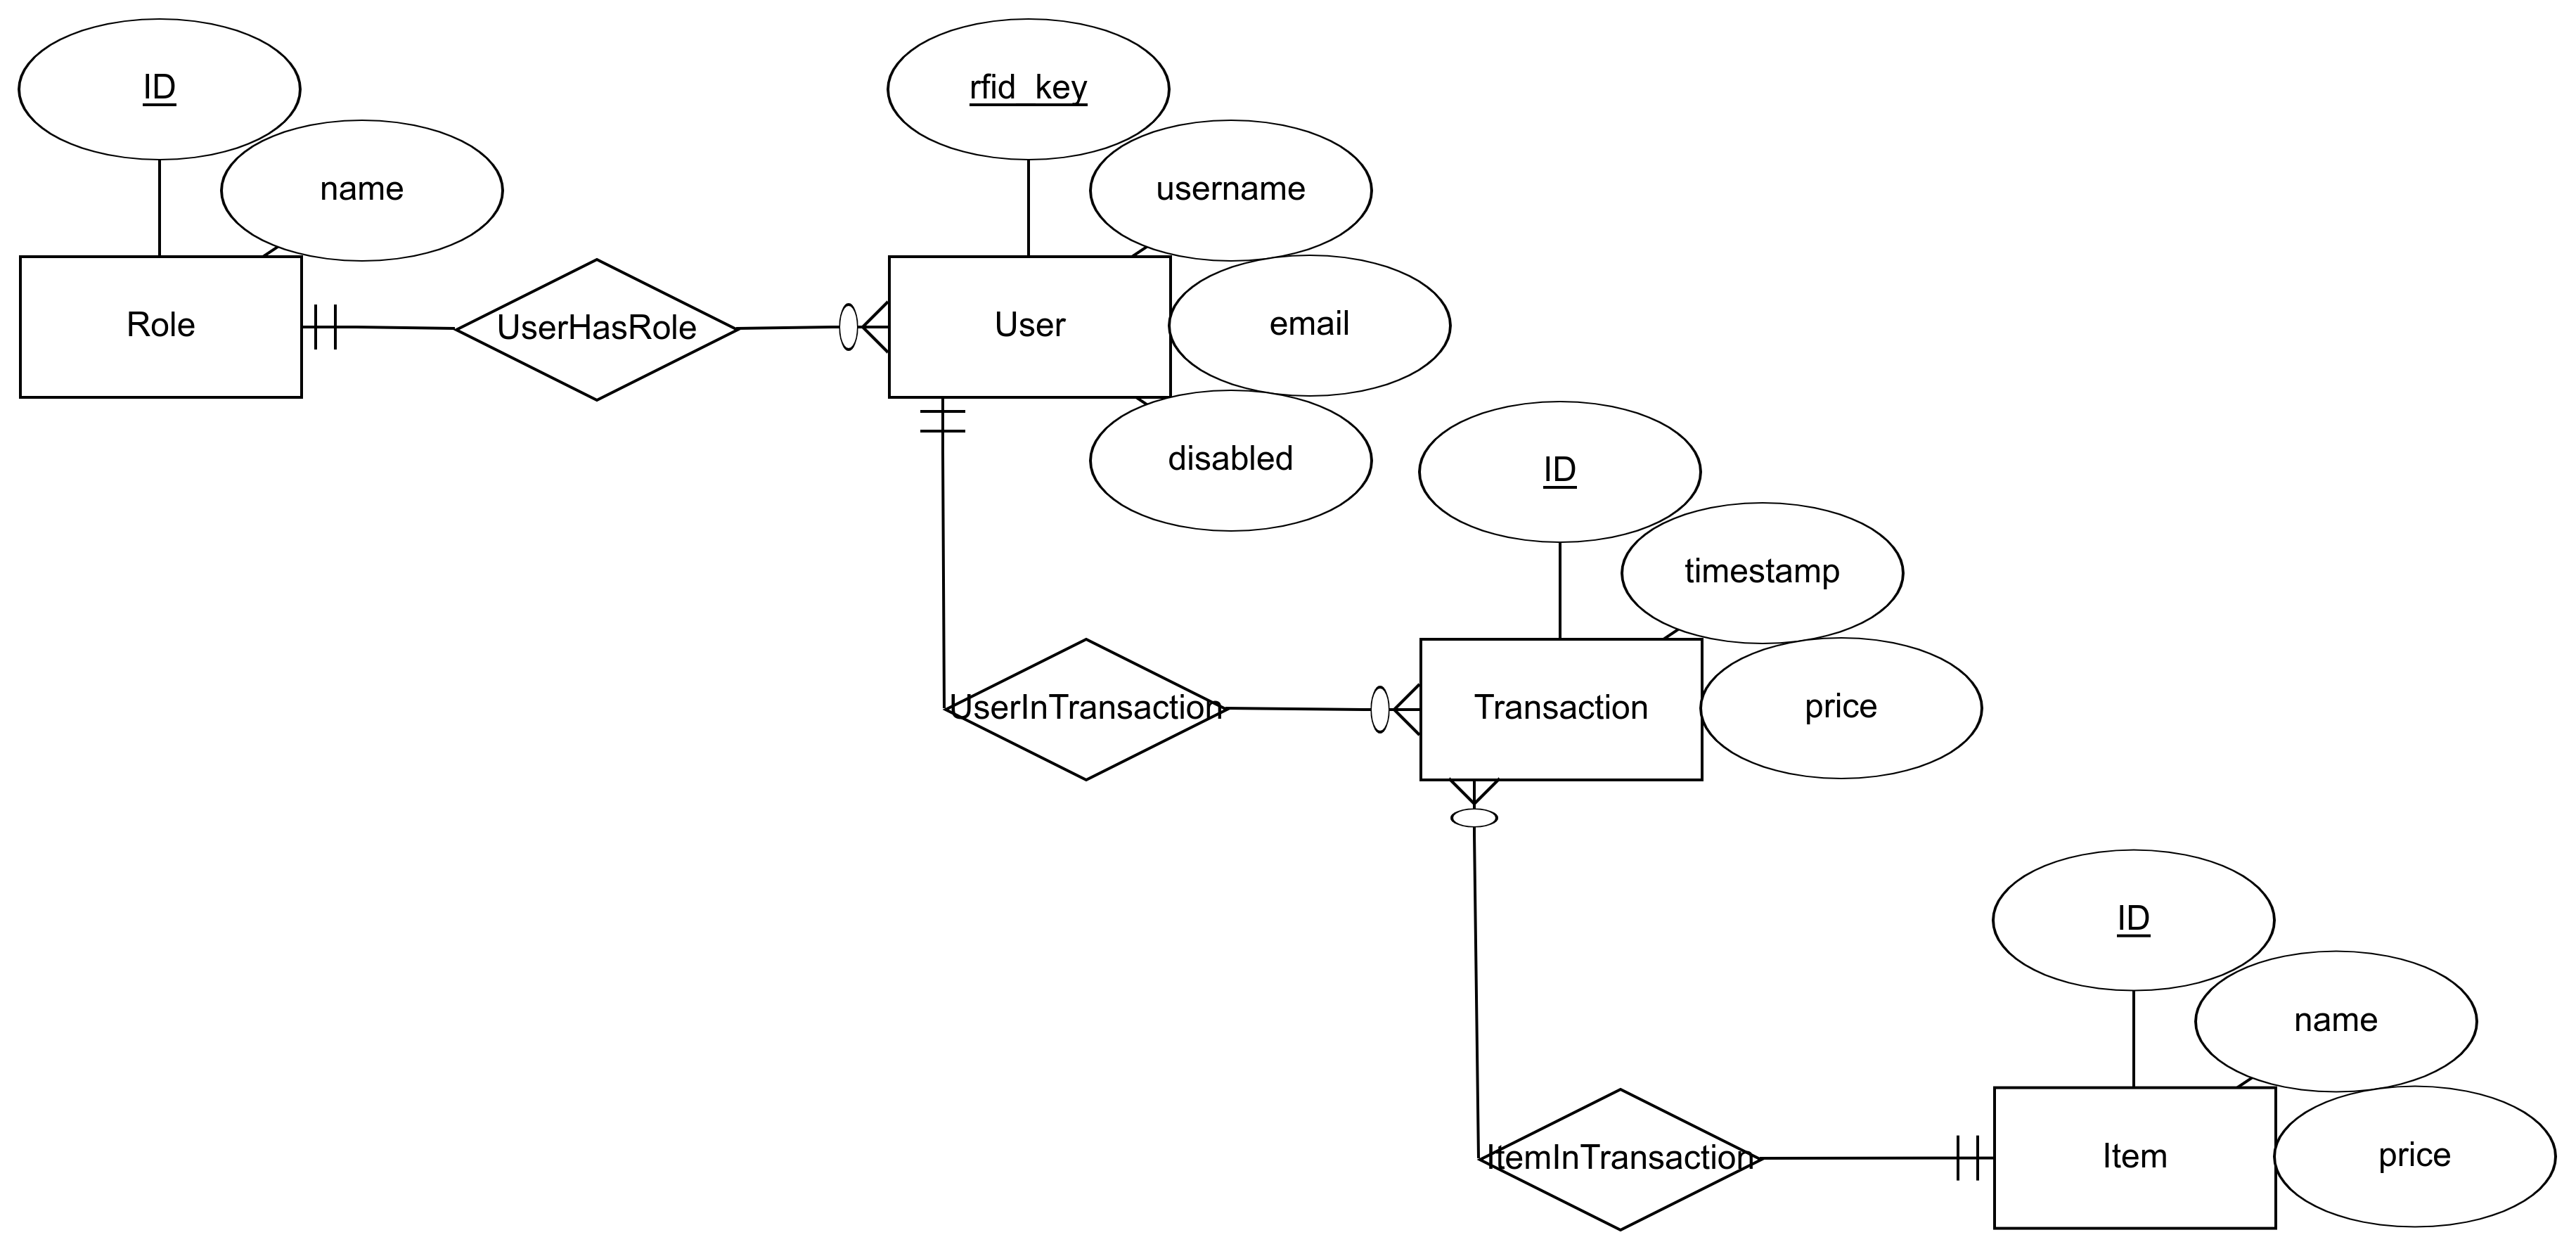 ID
name
Role
UserHasRole
rfid_key
username
User
email
disabled
ID
timestamp
UserInTransaction
Transaction
price
ID
name
ItemInTransaction
Item
price